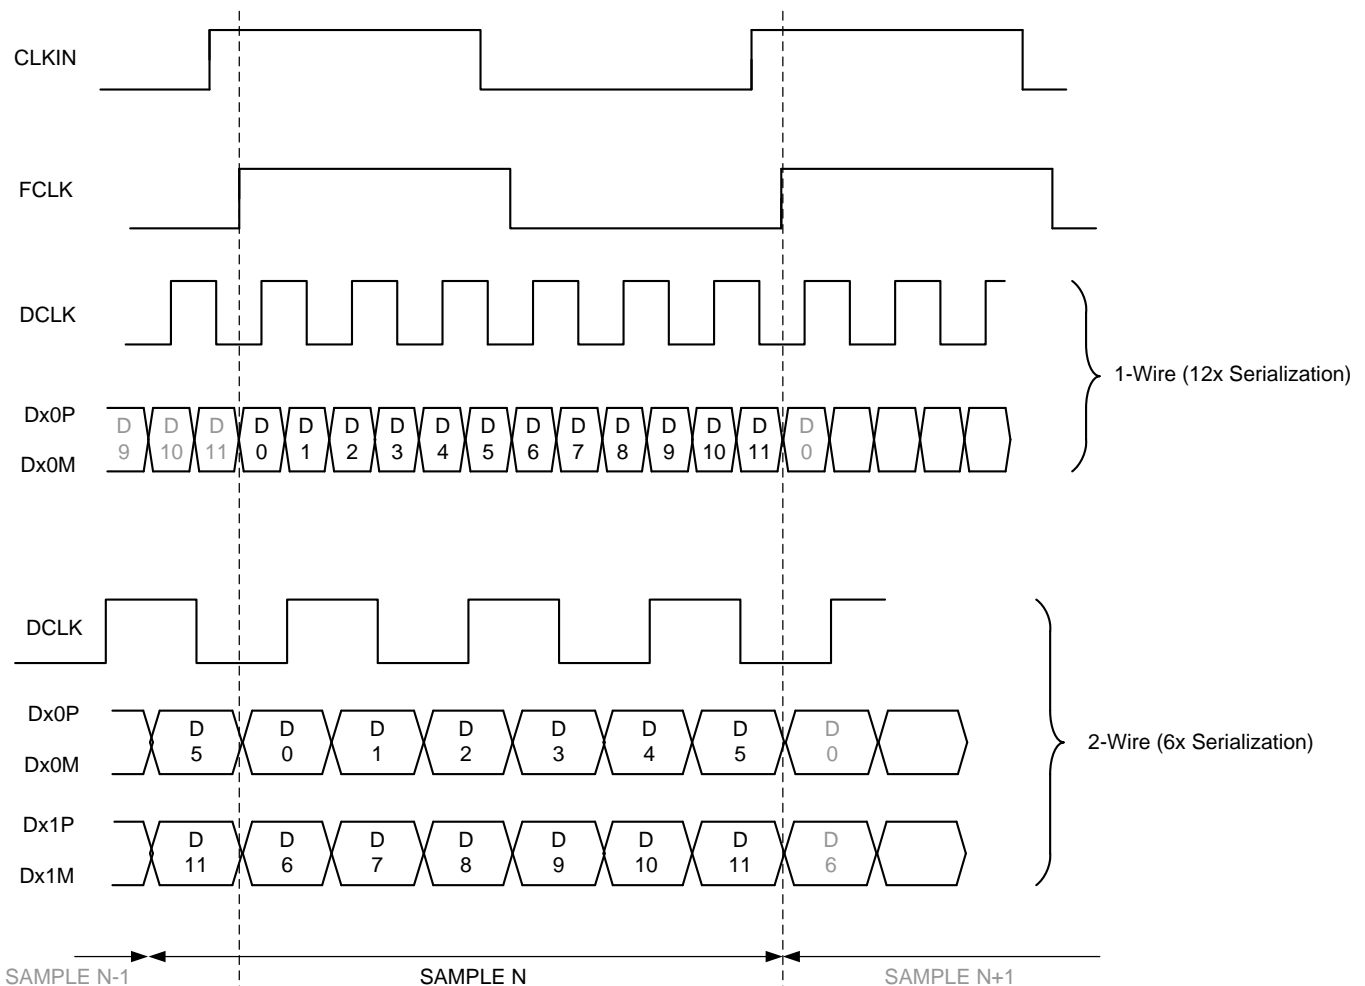 CLKIN
FCLK
DCLK
1-Wire (12x Serialization)
Dx0P
Dx0M
D D D D D D D D D D D D D D D D
9 10 11 0 1 2 3 4 5 6 7 8 9 10 11 0
DCLK
2-Wire (6x Serialization)
Dx0P
Dx0M
D D D D D D D D
5 0 1 2 3 4 5 0
Dx1P
Dx1M
D D D D D D D D
11 6 7 8 9 10 11 6
SAMPLE N-1 SAMPLE N SAMPLE N+1